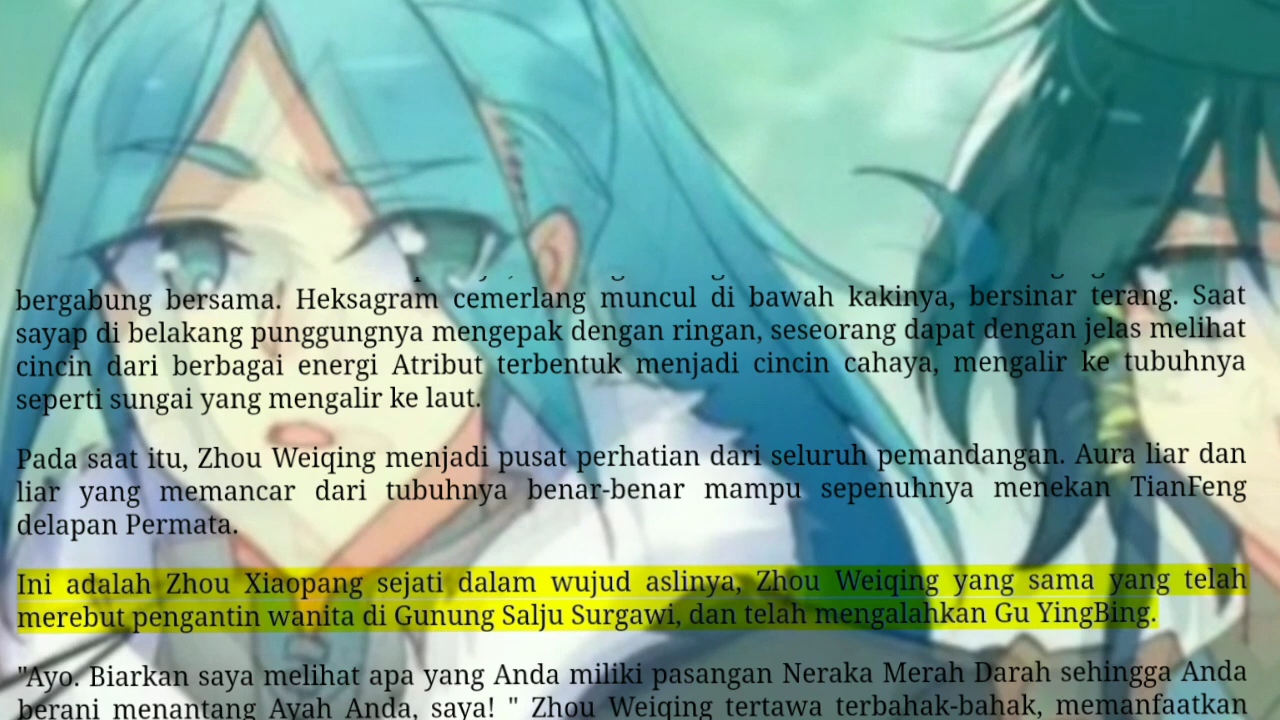 bergabung bersama. Heksagram cemerlang muncul di bawah kakinya, bersinar terang. Saat
sayap di belakang punggungnya mengepak dengan ringan, seseorang dapat dengan jelas melihat
cincin dari berbagai energi Atribut terbentuk menjadi cincin cahaya, mengalir ke tubuhnya
seperti sungai yang mengalir ke laut.
Pada saat itu, Zhou Weiqing menjadi pusat perhatian dari seluruh pemandangan. Aura liar dan
liar yang memancar dari tubuhnya benar-benar mampu sepenuhnya menekan TianFeng
delapan Permata.
Ini adalah Zhou Xiaopang sejati dalam wujud aslinya, Zhou Weiqing yang sama yang telah
merebut pengantin wanita di Gunung Salju Surgawi, dan telah mengalahkan Gu YingBing.
"Ayo. Biarkan saya melihat apa yang Anda miliki pasangan Neraka Merah Darah sehingga Anda
berani menantang Ayah Anda, saya! " Zhou Weiqing tertawa terbahak-bahak, memanfaatkan